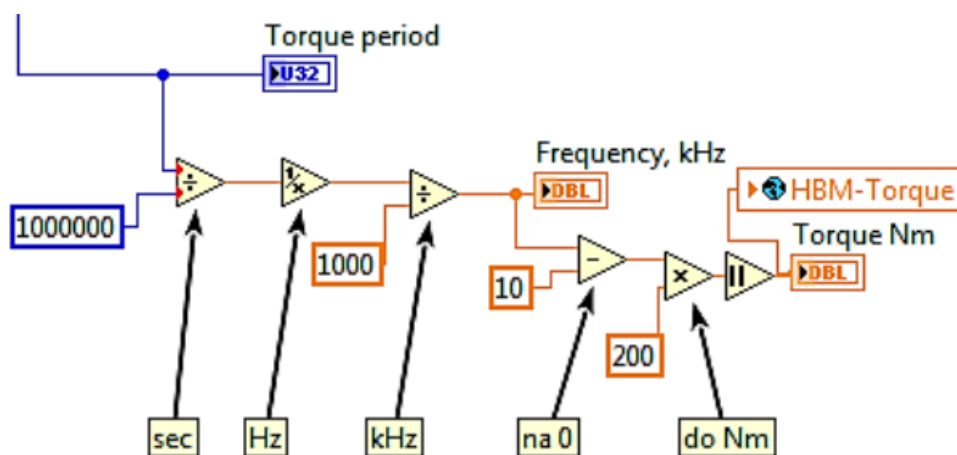 Torque period
U32
÷
1/x
÷
Frequency, kHz
DBL
HBM-Torque
1000000
1000
Torque Nm
DBL
10
−
×
||
200
sec
Hz
kHz
na 0
do Nm